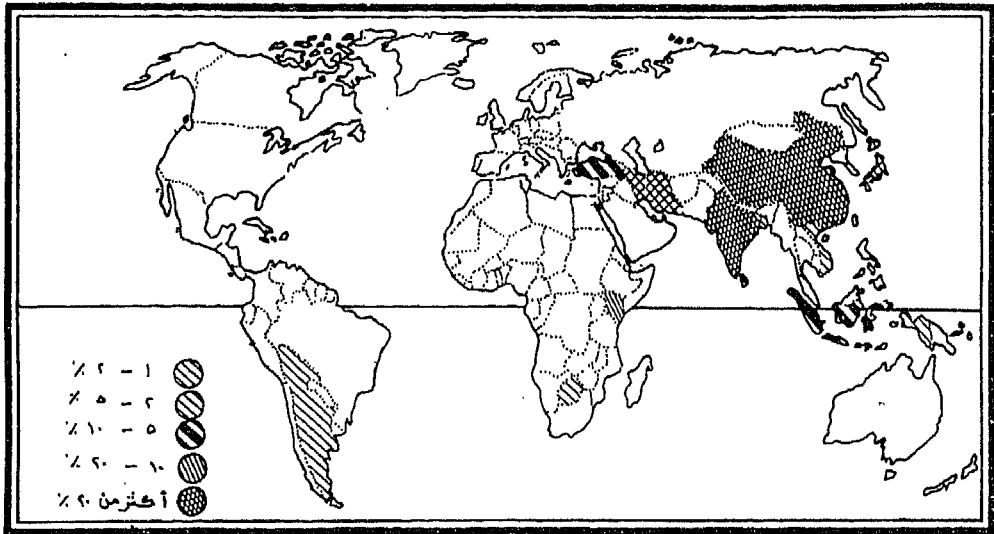 ١ - ٢ ٪
٢ - ٥ ٪
٥ - ١٠ ٪
١٠ - ٢٠ ٪
أكثر من ٢٠ ٪